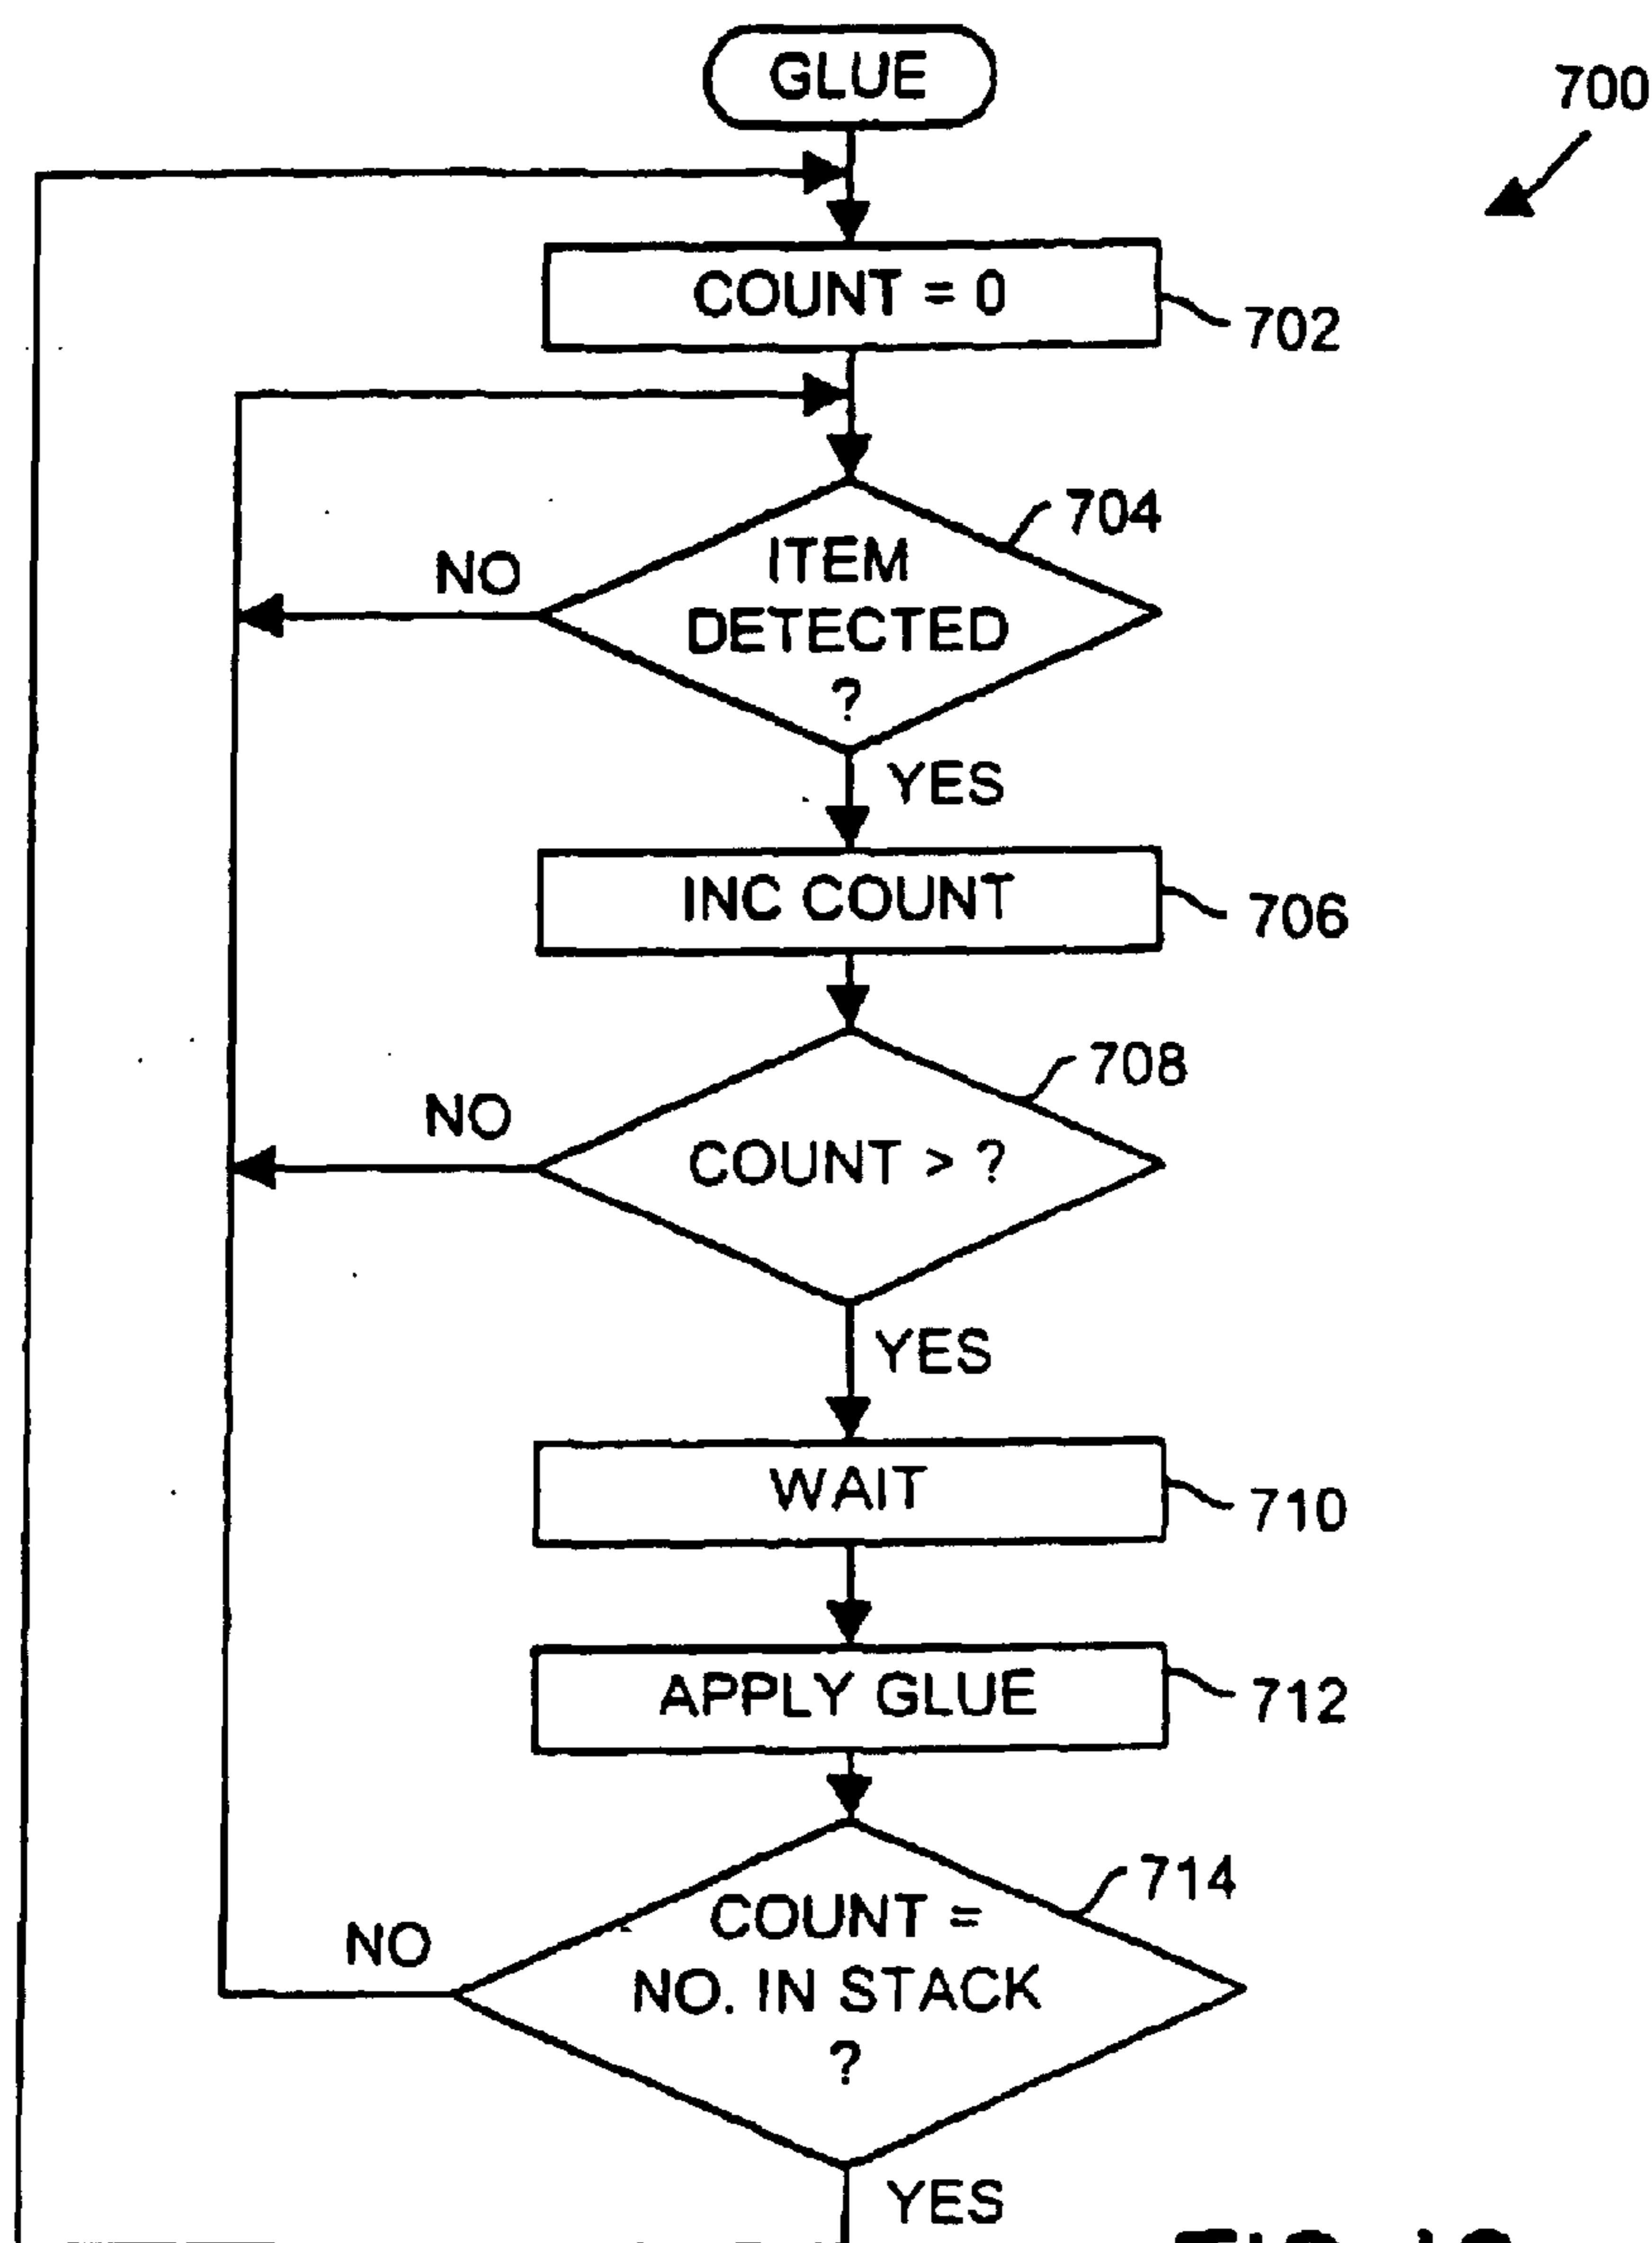 GLUE
700
COUNT = 0
702
704
NO
ITEM
DETECTED
?
YES
INC COUNT
706
708
NO
COUNT > ?
YES
WAIT
710
APPLY GLUE
712
714
COUNT =
NO
NO. IN STACK
?
YES